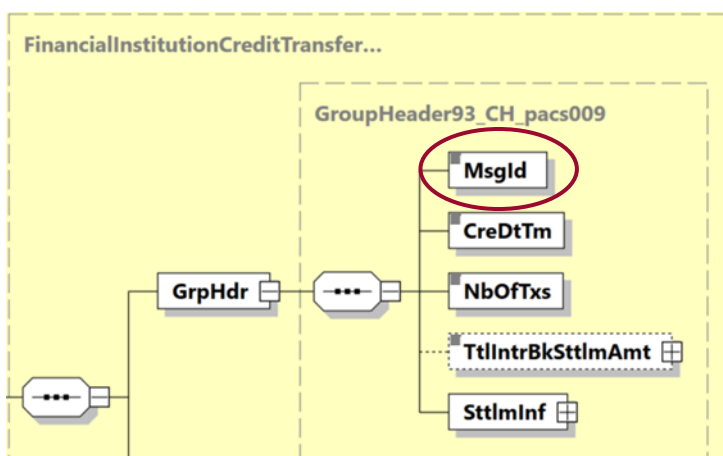 FinancialInstitutionCreditTransfer...
GroupHeader93_CH_pacs009
MsgId
CreDtTm
GrpHdr
NbOfTxs
TtlIntrBkSttlmAmt
SttlmInf